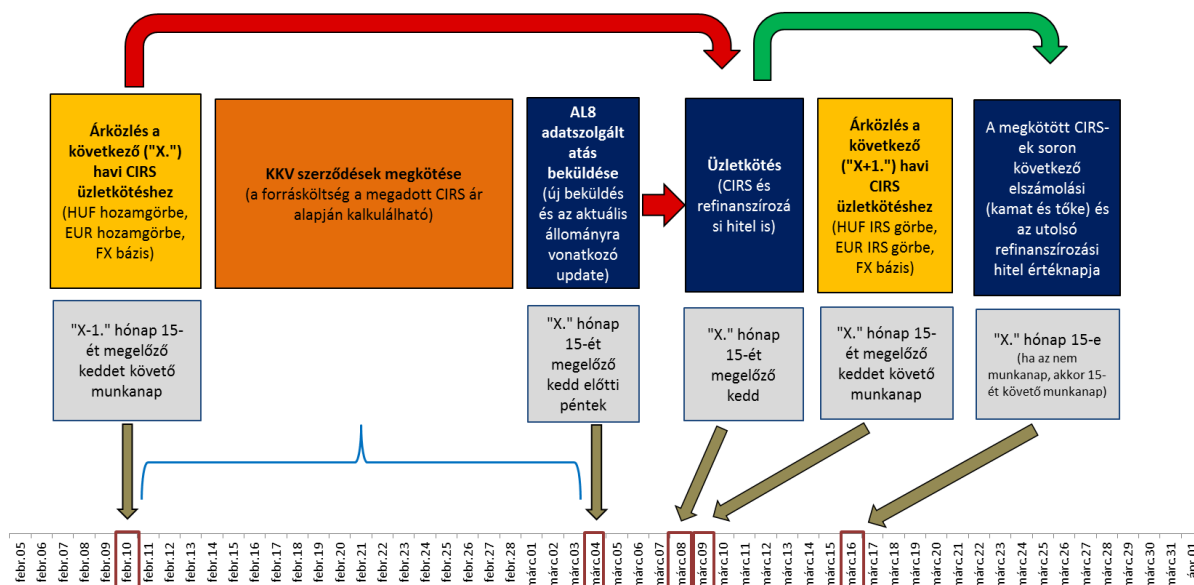 Árközlés a
következő ("X.")
havi CIRS
üzletkötéshez
(HUF hozamgörbe,
EUR hozamgörbe,
FX bázis)
KKV szerződések megkötése
(a forrásköltség a megadott CIRS ár
alapján kalkulálható)
AL8
adatszolgált
atás
beküldése
(új beküldés
és az aktuális
állományra
vonatkozó
update)
Üzletkötés
(CIRS és
refinanszírozá
si hitel is)
Árközlés a
következő
("X+1.") havi
CIRS
üzletkötéshez
(HUF IRS görbe,
EUR IRS görbe,
FX bázis)
A megkötött CIRS-
ek soron
következő
elszámolási
(kamat és tőke) és
az utolsó
refinanszírozási
hitel értéknapja
"X-1." hónap 15-
ét megelőző
keddet követő
munkanap
"X." hónap
15-ét
megelőző
kedd előtti
péntek
"X." hónap
15-ét
megelőző
kedd
"X." hónap 15-
ét megelőző
keddet követő
munkanap
"X." hónap 15-e
(ha az nem
munkanap, akkor 15-
ét követő munkanap)
febr.05
febr.06
febr.07
febr.08
febr.09
febr.10
febr.11
febr.12
febr.13
febr.14
febr.15
febr.16
febr.17
febr.18
febr.19
febr.20
febr.21
febr.22
febr.23
febr.24
febr.25
febr.26
febr.27
febr.28
márc.01
márc.02
márc.03
márc.04
márc.05
márc.06
márc.07
márc.08
márc.09
márc.10
márc.11
márc.12
márc.13
márc.14
márc.15
márc.16
márc.17
márc.18
márc.19
márc.20
márc.21
márc.22
márc.23
márc.24
márc.25
márc.26
márc.27
márc.28
márc.29
márc.30
márc.31